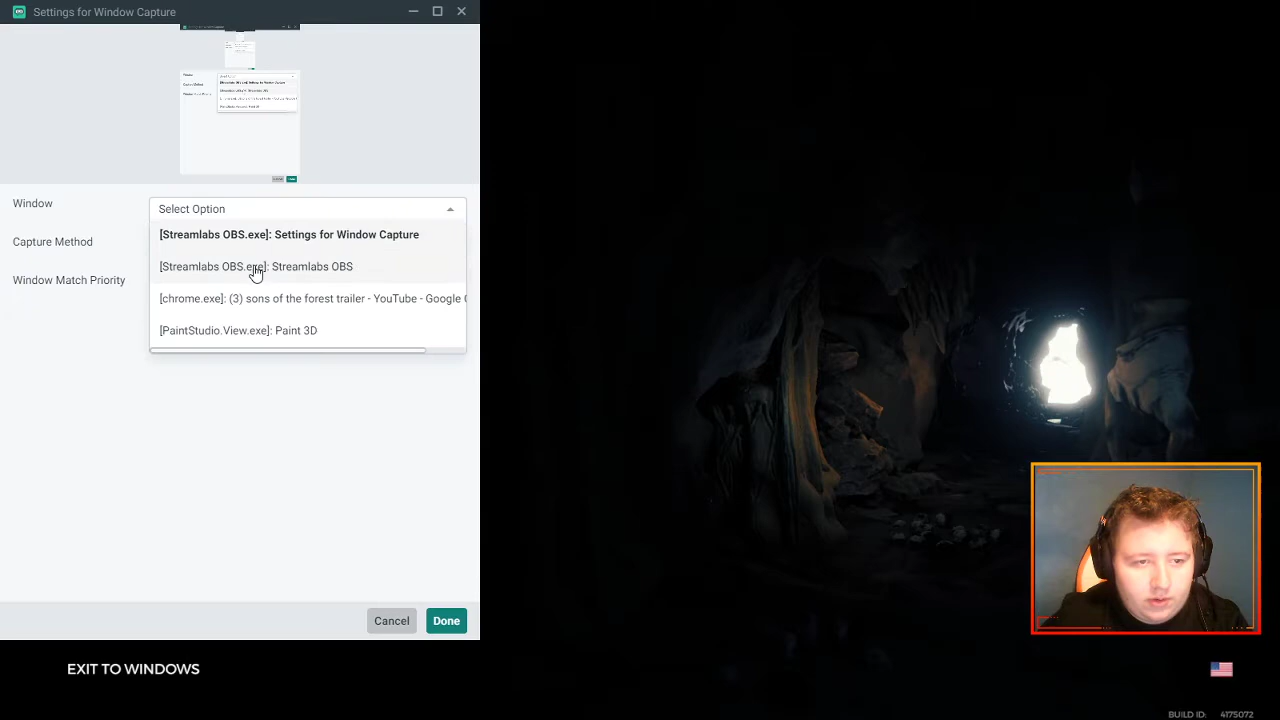 Settings for Window Capture
Window
Select Option
[Streamlabs OBS.exe]: Settings for Window Capture
Capture Method
[Streamlabs OBS.exe]: Streamlabs OBS
Window Match Priority
[chrome.exe]: (3) sons of the forest trailer - YouTube - Google
[PaintStudio.View.exe]: Paint 3D
Cancel
Done
EXIT TO WINDOWS
BUILD ID: 4175072